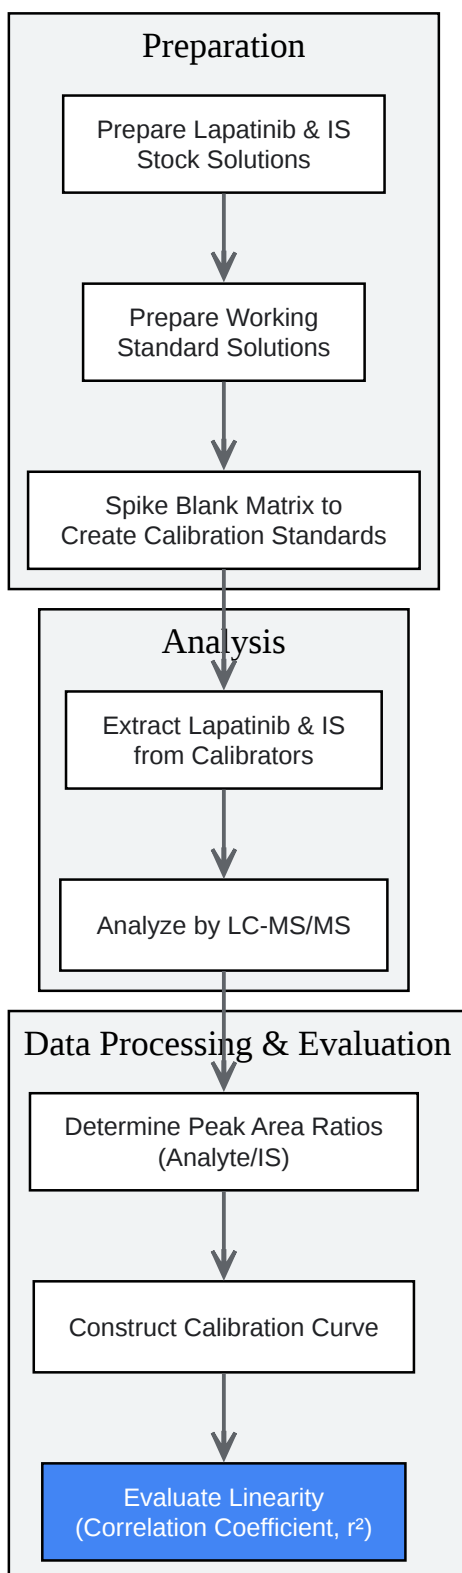 Preparation
Prepare Lapatinib & IS
Stock Solutions
Prepare Working
Standard Solutions
Spike Blank Matrix to
Create Calibration Standards
Analysis
Extract Lapatinib & IS
from Calibrators
Analyze by LC-MS/MS
Data Processing & Evaluation
Determine Peak Area Ratios
(Analyte/IS)
Construct Calibration Curve
Evaluate Linearity
(Correlation Coefficient, r²)